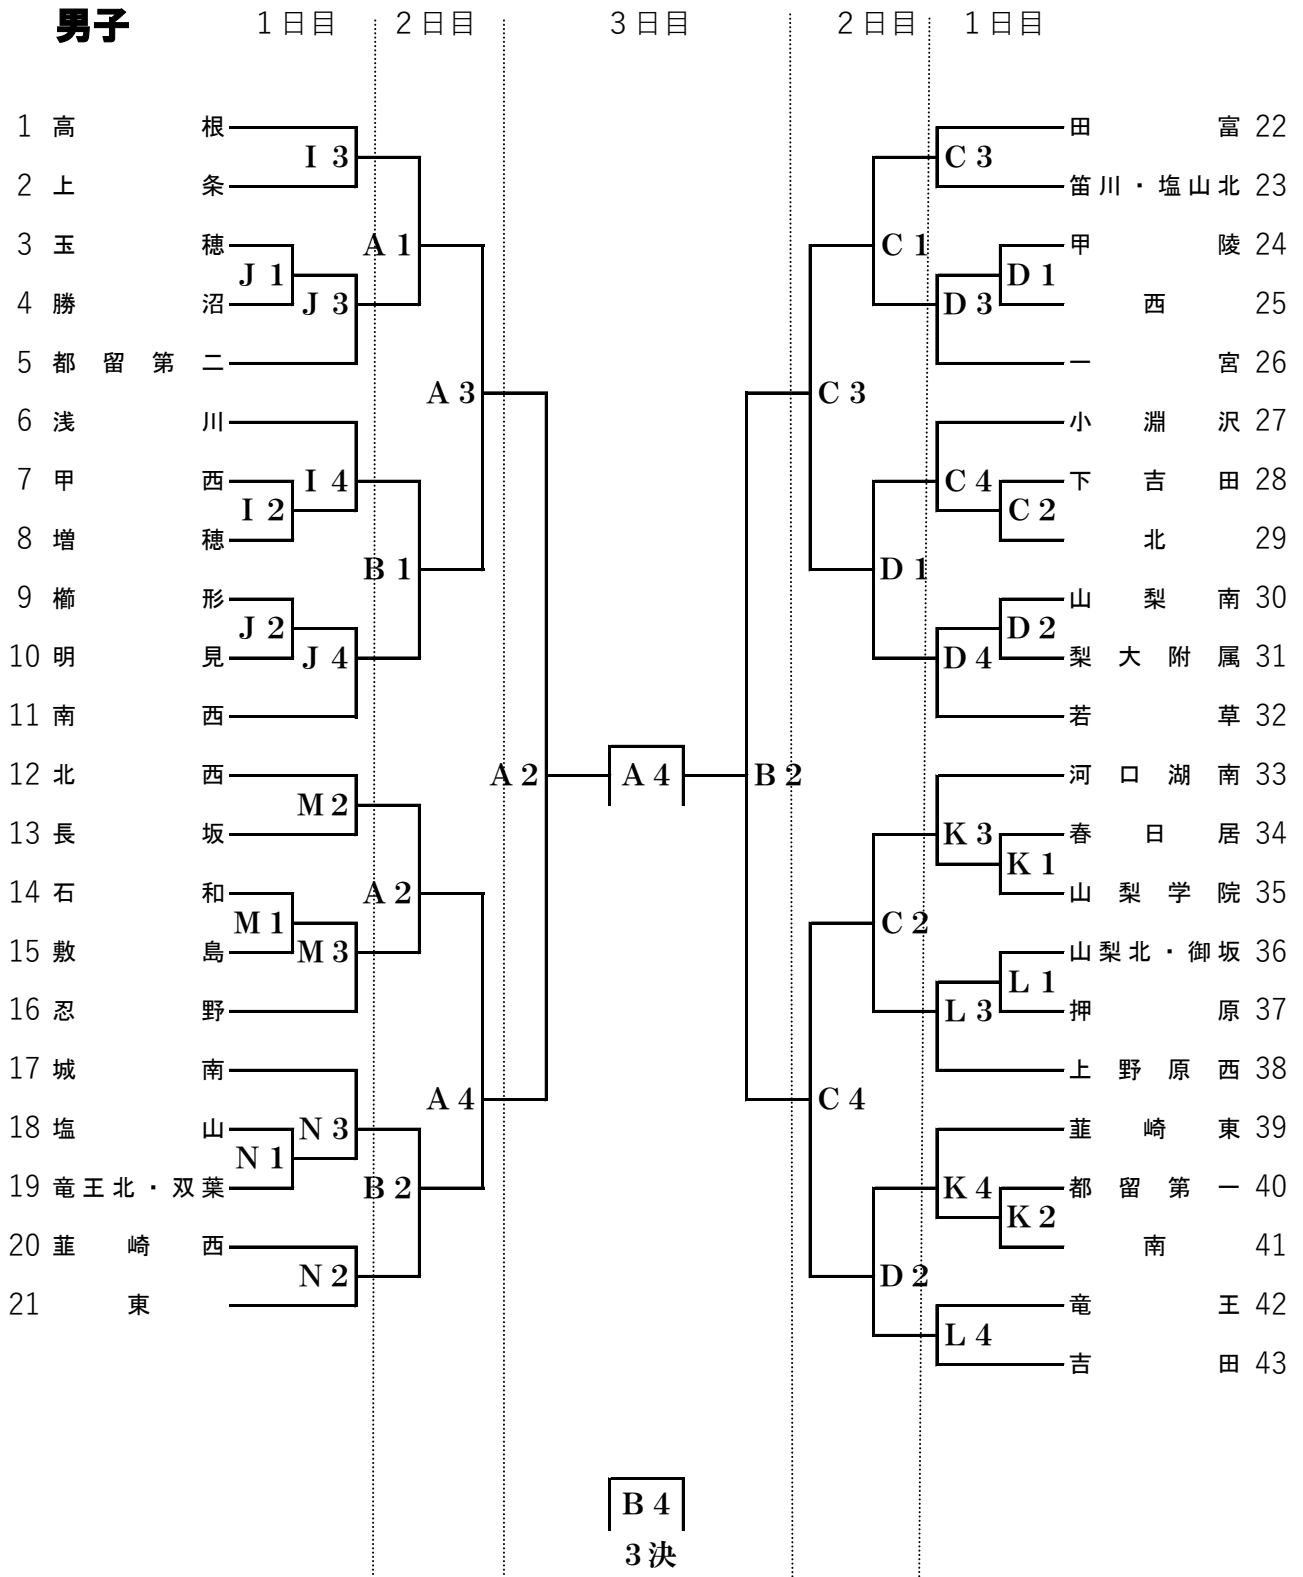 男子 1日目 2日目 3日目 2日目 1日目
1 高根 田富 22
I 3 C 3
2 上条 笛川・塩山北 23
3 玉穂 A 1 C 1 甲陵 24
J 1 D 1
4 勝沼 J 3 D 3 西 25
5 都留第二 一宮 26
A 3 C 3
6 浅川 小淵沢 27
7 甲西 I 4 C 4 下吉田 28
I 2 C 2
8 増穂 北 29
B 1 D 1
9 櫛形 山梨南 30
J 2 D 2
10 明見 J 4 D 4 梨大附属 31
11 南西 若草 32
12 北西 A 2 A 4 B 2 河口湖南 33
M 2
13 長坂 K 3 春日居 34
K 1
14 石和 A 2 山梨学院 35
M 1 C 2
15 敷島 M 3 山梨北・御坂 36
L 1
16 忍野 L 3 押原 37
17 城南 上野原西 38
A 4 C 4
18 塩山 N 3 韮崎東 39
N 1
19 竜王北・双葉 B 2 K 4 都留第一 40
K 2
20 韮崎西 南 41
N 2 D 2
21 東 竜王 42
L 4
吉田 43
B 4
3決